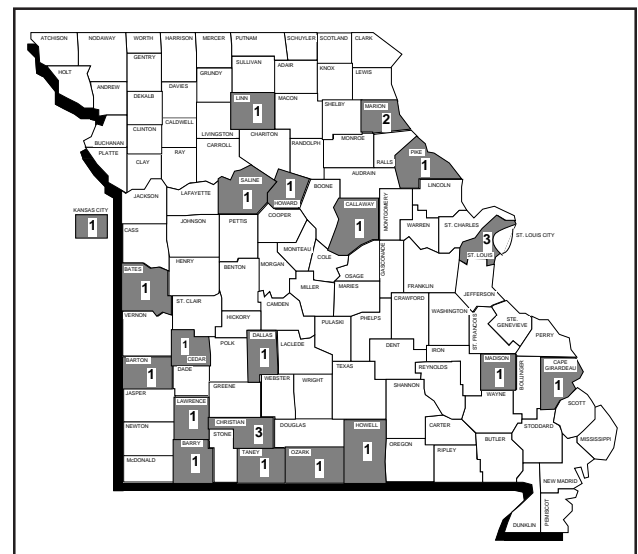 ATCHISON NODAWAY WORTH HARRISON MERCER PUTNAM SCHUYLER SCOTLAND CLARK
GENTRY SULLIVAN ADAIR KNOX LEWIS
HOLT GRUNDY
ANDREW DEKALB DAVIES LINN MACON SHELBY MARION
1 2
CLINTON CALDWELL LIVINGSTON CHARITON RANDOLPH MONROE RALLS PIKE
BUCHANAN
PLATTE RAY CARROLL AUDRAIN 1
CLAY SALINE BOONE LINCOLN
JACKSON LAFAYETTE 1 1 HOWARD CALLAWAY MONTGOMERY
KANSAS CITY
1
JOHNSON PETTIS COOPER 1 WARREN ST. CHARLES ST. LOUIS CITY
CASS MONITEAU COLE GASCONADE 3
ST. LOUIS
HENRY BENTON MORGAN OSAGE
BATES
1
MILLER MARIES FRANKLIN JEFFERSON
ST. CLAIR CAMDEN CRAWFORD
VERNON HICKORY PULASKI PHELPS WASHINGTON ST. FRANCOIS STE.
GENEVIEVE PERRY
1
CEDAR POLK DALLAS
1
LACLEDE DENT IRON
BARTON
1
DADE TEXAS REYNOLDS MADISON
1
BOLLINGER CAPE
GIRARDEAU
1
JASPER GREENE WEBSTER WRIGHT SHANNON WAYNE
LAWRENCE
1
SCOTT
NEWTON CHRISTIAN
3
DOUGLAS HOWELL
1
CARTER STODDARD
STONE OREGON BUTLER MISSISSIPPI
McDONALD BARRY
1
TANEY
1
OZARK
1
RIPLEY
NEW MADRID
DUNKLIN PEMISCOT